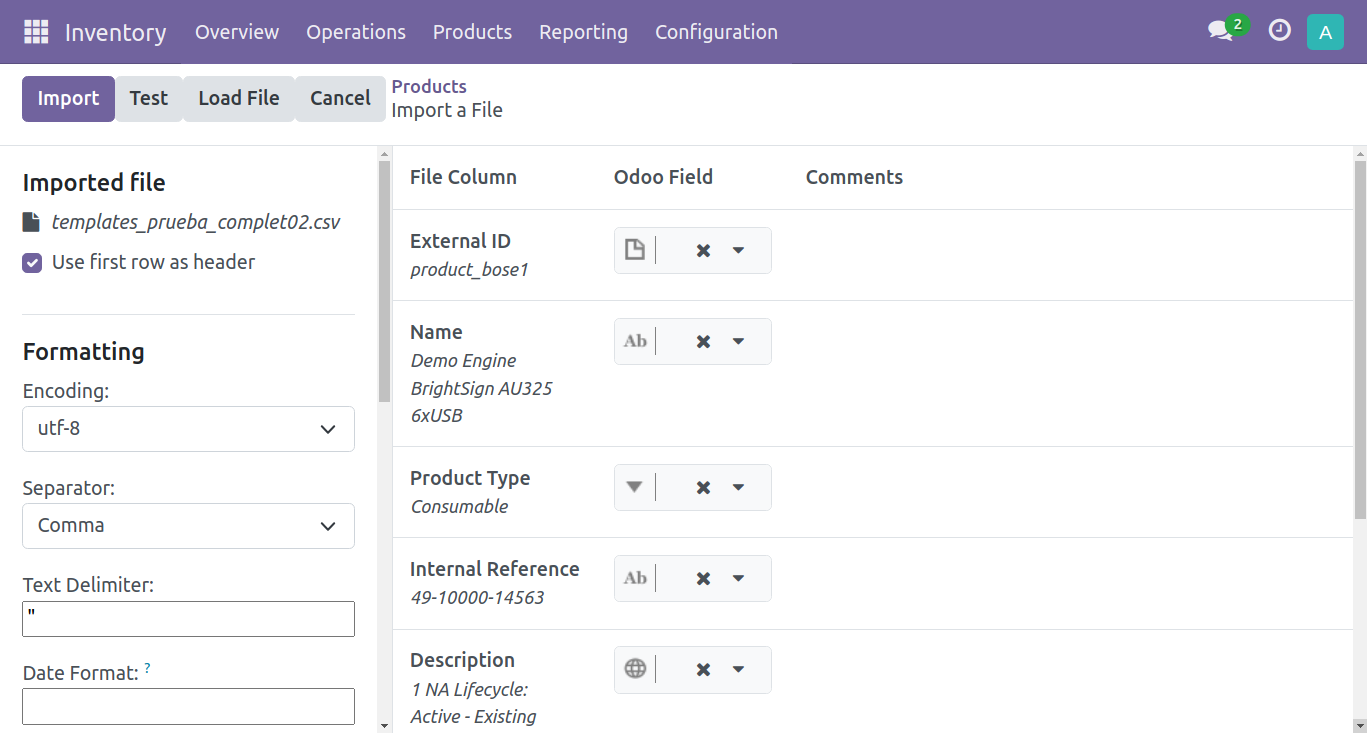 Inventory Overview Operations Products Reporting Configuration 2 A
Import Test Load File Cancel
Products
Import a File
Imported file
templates_prueba_complet02.csv
Use first row as header
Formatting
Encoding:
utf-8
Separator:
Comma
Text Delimiter:
"
Date Format: ?
File Column Odoo Field Comments
External ID
product_bose1
Name
Ab
Demo Engine
BrightSign AU325
6xUSB
Product Type
Consumable
Internal Reference
Ab
49-10000-14563
Description
1 NA Lifecycle:
Active - Existing